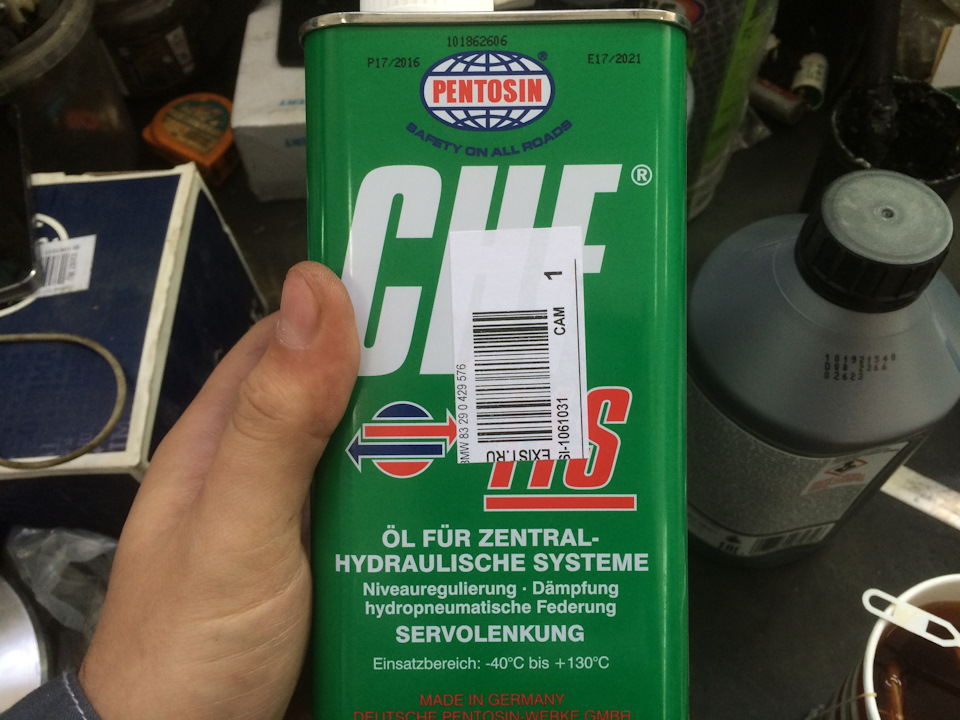 101862606
P17/2016
E17/2021
PENTOSIN®
SAFETY ON ALL ROADS
CHF®
11S
1
CAM
SI-1061031
EXIST.RU
BMW 83 29 0 429 576
ÖL FÜR ZENTRAL-
HYDRAULISCHE SYSTEME
Niveauregulierung · Dämpfung
hydropneumatische Federung
SERVOLENKUNG
Einsatzbereich: -40°C bis +130°C
MADE IN GERMANY
DEUTSCHE PENTOSIN-WERKE GMBH